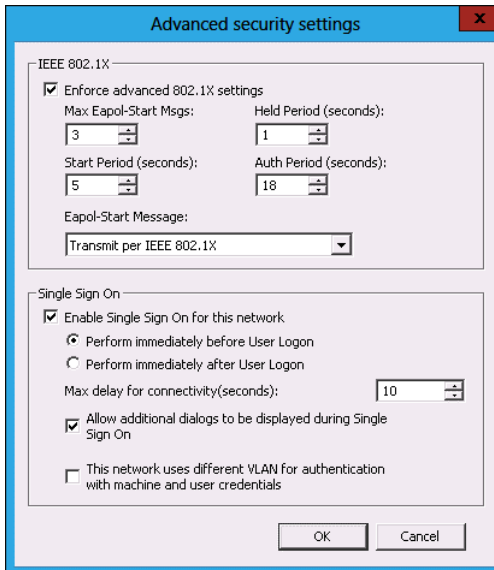 Advanced security settings
x
IEEE 802.1X
Enforce advanced 802.1X settings
Max Eapol-Start Msgs: Held Period (seconds):
3 1
Start Period (seconds): Auth Period (seconds):
5 18
Eapol-Start Message:
Transmit per IEEE 802.1X
Single Sign On
Enable Single Sign On for this network
Perform immediately before User Logon
Perform immediately after User Logon
Max delay for connectivity(seconds): 10
Allow additional dialogs to be displayed during Single
Sign On
This network uses different VLAN for authentication
with machine and user credentials
OK Cancel